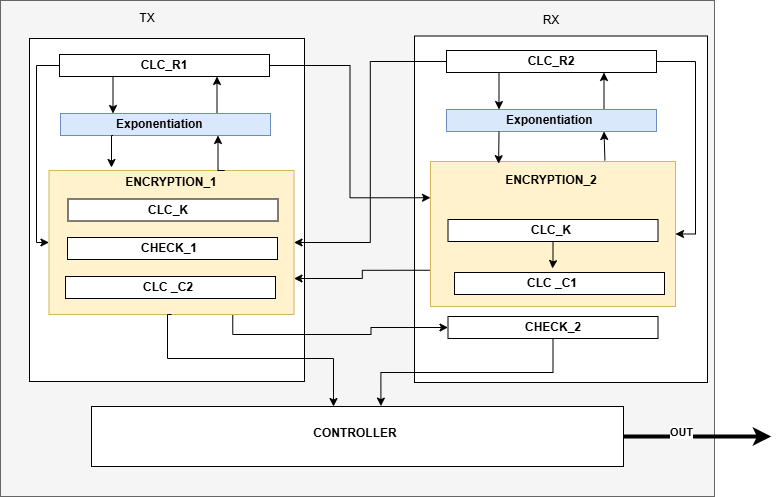 TX
CLC_R1
Exponentiation
ENCRYPTION_1
CLC_K
CHECK_1
CLC _C2
RX
CLC_R2
Exponentiation
ENCRYPTION_2
CLC_K
CLC _C1
CHECK_2
CONTROLLER
OUT